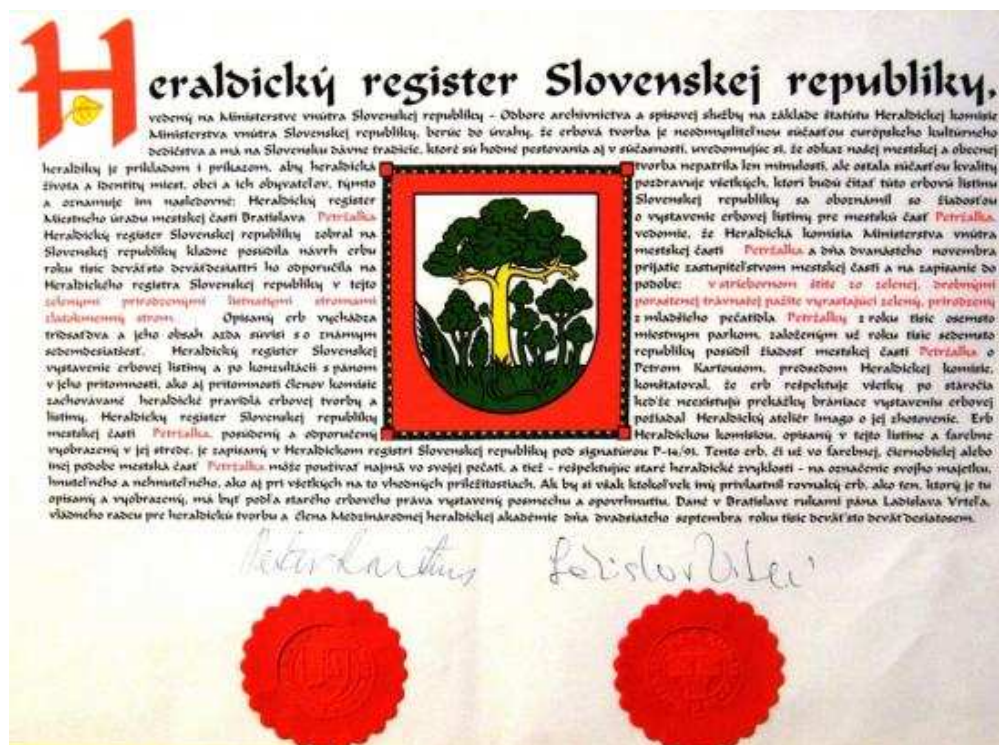 Heraldický register Slovenskej republiky,
vedený na Ministerstve vnútra Slovenskej republiky - Odbore archivnictva a spisovej služby na základe štatútu Heraldickej komisie
Ministerstva vnútra Slovenskej republiky, berúc do úvahy, že erbová tvorba je neodmysliteľnou súčasťou európskeho kultúrneho
dedičstva a má na Slovensku dávne tradície, ktoré sú hodné pestovania aj v súčasnosti, uvedomujúc si, že odkaz našej mestskej a obecnej
heraldiky je príkladom i príkazom, aby heraldická tvorba nepatrila len minulosti, ale ostala súčasťou kvality
života a identity miest, obcí a ich obyvateľov, týmto pozdravuje všetkých, ktorí budú čítať túto erbovú listinu
a oznamuje im nasledovné: Heraldický register Slovenskej republiky sa oboznámil so žiadosťou
Miestneho úradu mestskej časti Bratislava Petržalka o vystavenie erbovej listiny pre mestskú časť Petržalka.
Heraldický register Slovenskej republiky zobral na vedomie, že Heraldická komisia Ministerstva vnútra
Slovenskej republiky kladne posúdila návrh erbu mestskej časti Petržalka a dňa dvanásteho novembra
roku tisíc deväťsto deväťdesiattri ho odporučila na prijatie zastupiteľstvom mestskej časti a na zapísanie do
Heraldického registra Slovenskej republiky v tejto podobe: v striebornom štíte zo zelenej, drobnými
zelenými prirodzenými listnatými stromami porastenej trávnatej pažite vyrastajúci zelený, prirodzený
zlatokmenný strom. Opísaný erb vychádza z mladšieho pečatidla Petržalky z roku tisíc osemsto
tridsaťdva a jeho obsah azda súvisí s o známym miestnym parkom, založeným už roku tisíc sedemsto
sedemdesiatšesť. Heraldický register Slovenskej republiky posúdil žiadosť mestskej časti Petržalka o
vystavenie erbovej listiny a po konzultácii s pánom Petrom Kartousom, predsedom Heraldickej komisie,
v jeho prítomnosti, ako aj prítomnosti členov komisie konštatoval, že erb rešpektuje všetky po stáročia
zachovávané heraldické pravidlá erbovej tvorby a keďže neexistujú prekážky brániace vystaveniu erbovej
listiny, Heraldický register Slovenskej republiky požiadal Heraldický ateliér Imago o jej zhotovenie. Erb
mestskej časti Petržalka, posúdený a odporučený Heraldickou komisiou, opísaný v tejto listine a farebne
vyobrazený v jej strede, je zapísaný v Heraldickom registri Slovenskej republiky pod signatúrou P-14/93. Tento erb, či už vo farebnej, čiernobielej alebo
inej podobe mestská časť Petržalka môže používať najmä vo svojej pečati, a tiež - rešpektujúc staré heraldické zvyklosti - na označenie svojho majetku,
hnuteľného a nehnuteľného, ako aj pri všetkých na to vhodných príležitostiach. Ak by si však ktokoľvek iný privlastnil rovnaký erb, ako ten, ktorý je tu
opísaný a vyobrazený, má byť podľa starého erbového práva vystavený posmechu a opovrhnutiu. Dané v Bratislave rukami pána Ladislava Vrteľa,
vládneho radcu pre heraldickú tvorbu a člena Medzinárodnej heraldickej akadémie dňa dvadsiateho septembra roku tisíc deväťsto deväťdesiatosem.